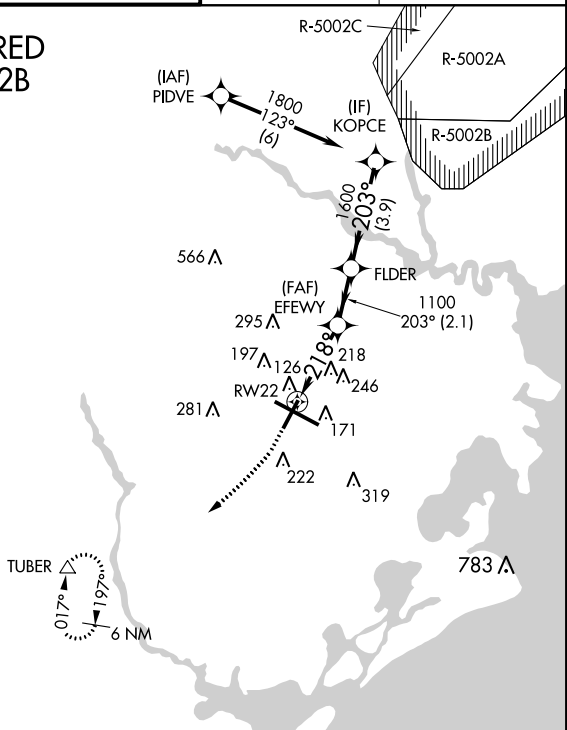 RED
2B
R-5002C
R-5002A
R-5002B
(IAF)
PIDVE
1800
123°
(6)
(IF)
KOPCE
1600
203°
(3.9)
566
FLDER
(FAF)
EFEWY
1100
203° (2.1)
295
218°
218
197
126
246
RW22
281
171
222
319
783
TUBER
017°
197°
6 NM